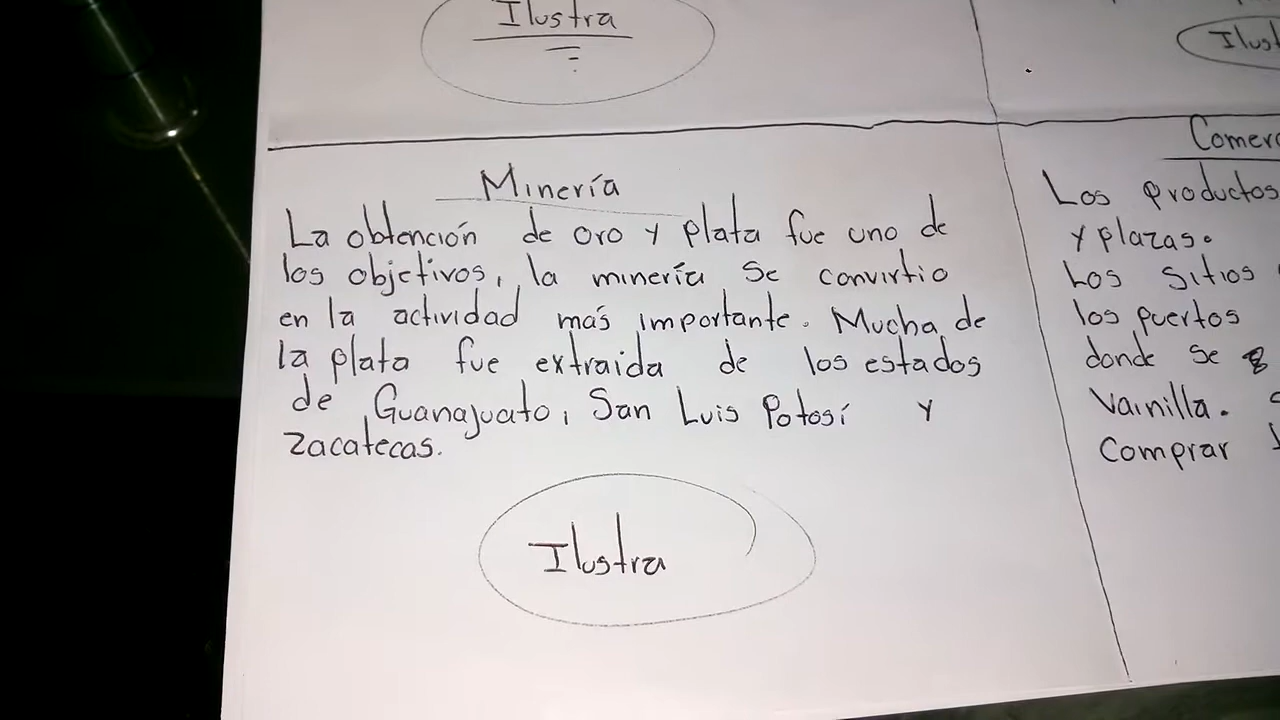 Ilustra
Minería
La obtención de oro y plata fue uno de
los objetivos, la minería se convirtio
en la actividad más importante. Mucha de
la plata fue extraida de los estados
de Guanajuato, San Luis Potosí y
Zacatecas.
Ilustra
Los productos
y plazas.
Los sitios
los puertos
donde se
Vainilla.
Comprar